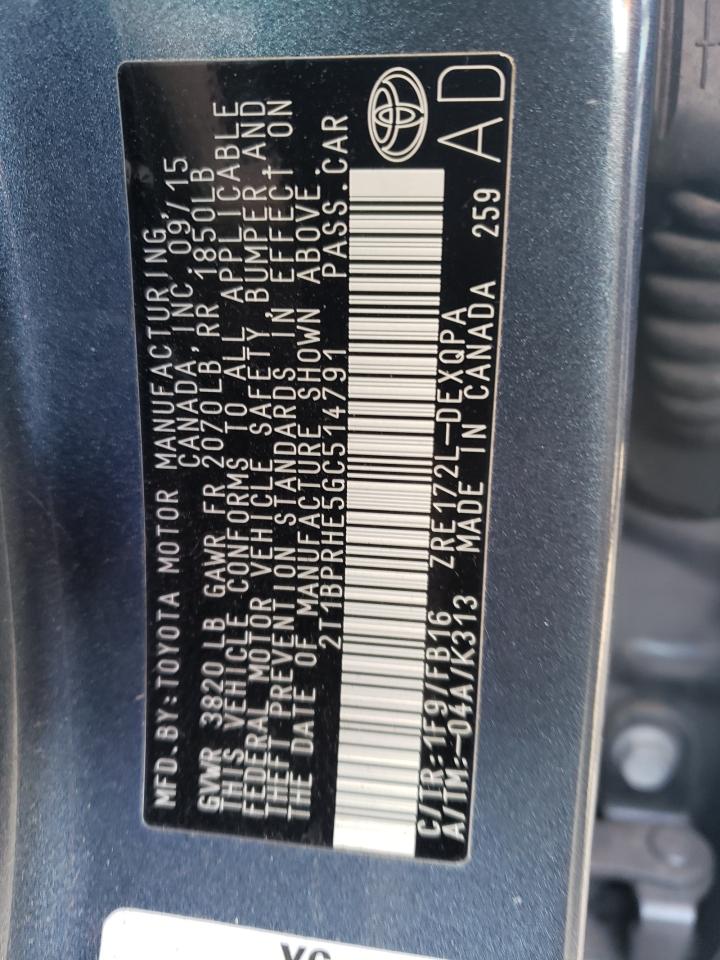 MFD.BY:TOYOTA MOTOR MANUFACTURING,
CANADA, INC. 09/15
GVWR 3820 LB GAWR FR 2070LB, RR 1850LB
THIS VEHICLE CONFORMS TO ALL APPLICABLE
FEDERAL MOTOR VEHICLE SAFETY, BUMPER, AND
THEFT PREVENTION STANDARDS IN EFFECT ON
THE DATE OF MANUFACTURE SHOWN ABOVE.
2T1BPRHE5GC514791 PASS.CAR
C/TR:1F9/FB16 ZRE172L-DEXQPA
A/TM:-04A/K313 MADE IN CANADA 259
AD